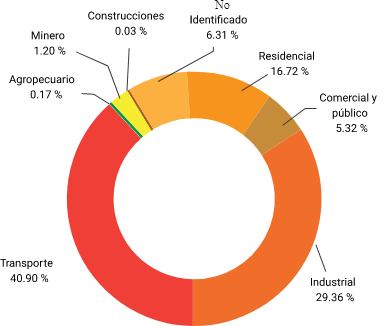 No
Identificado
6.31 %
Construcciones
0.03 %
Minero
1.20 %
Agropecuario
0.17 %
Residencial
16.72 %
Comercial y
público
5.32 %
Transporte
40.90 %
Industrial
29.36 %